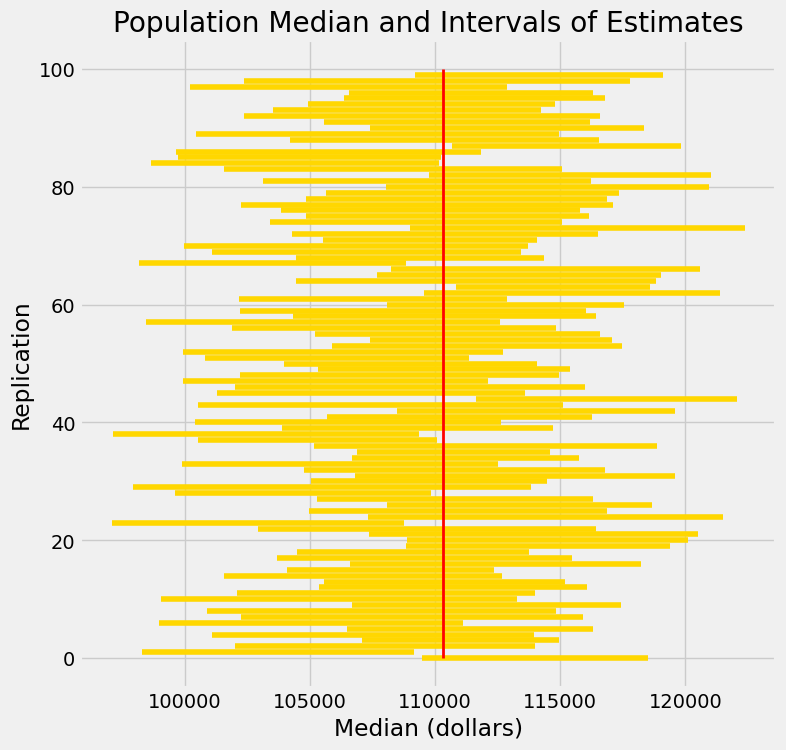 Population Median and Intervals of Estimates
100
80
60
40
20
0
Replication
100000 105000 110000 115000 120000
Median (dollars)